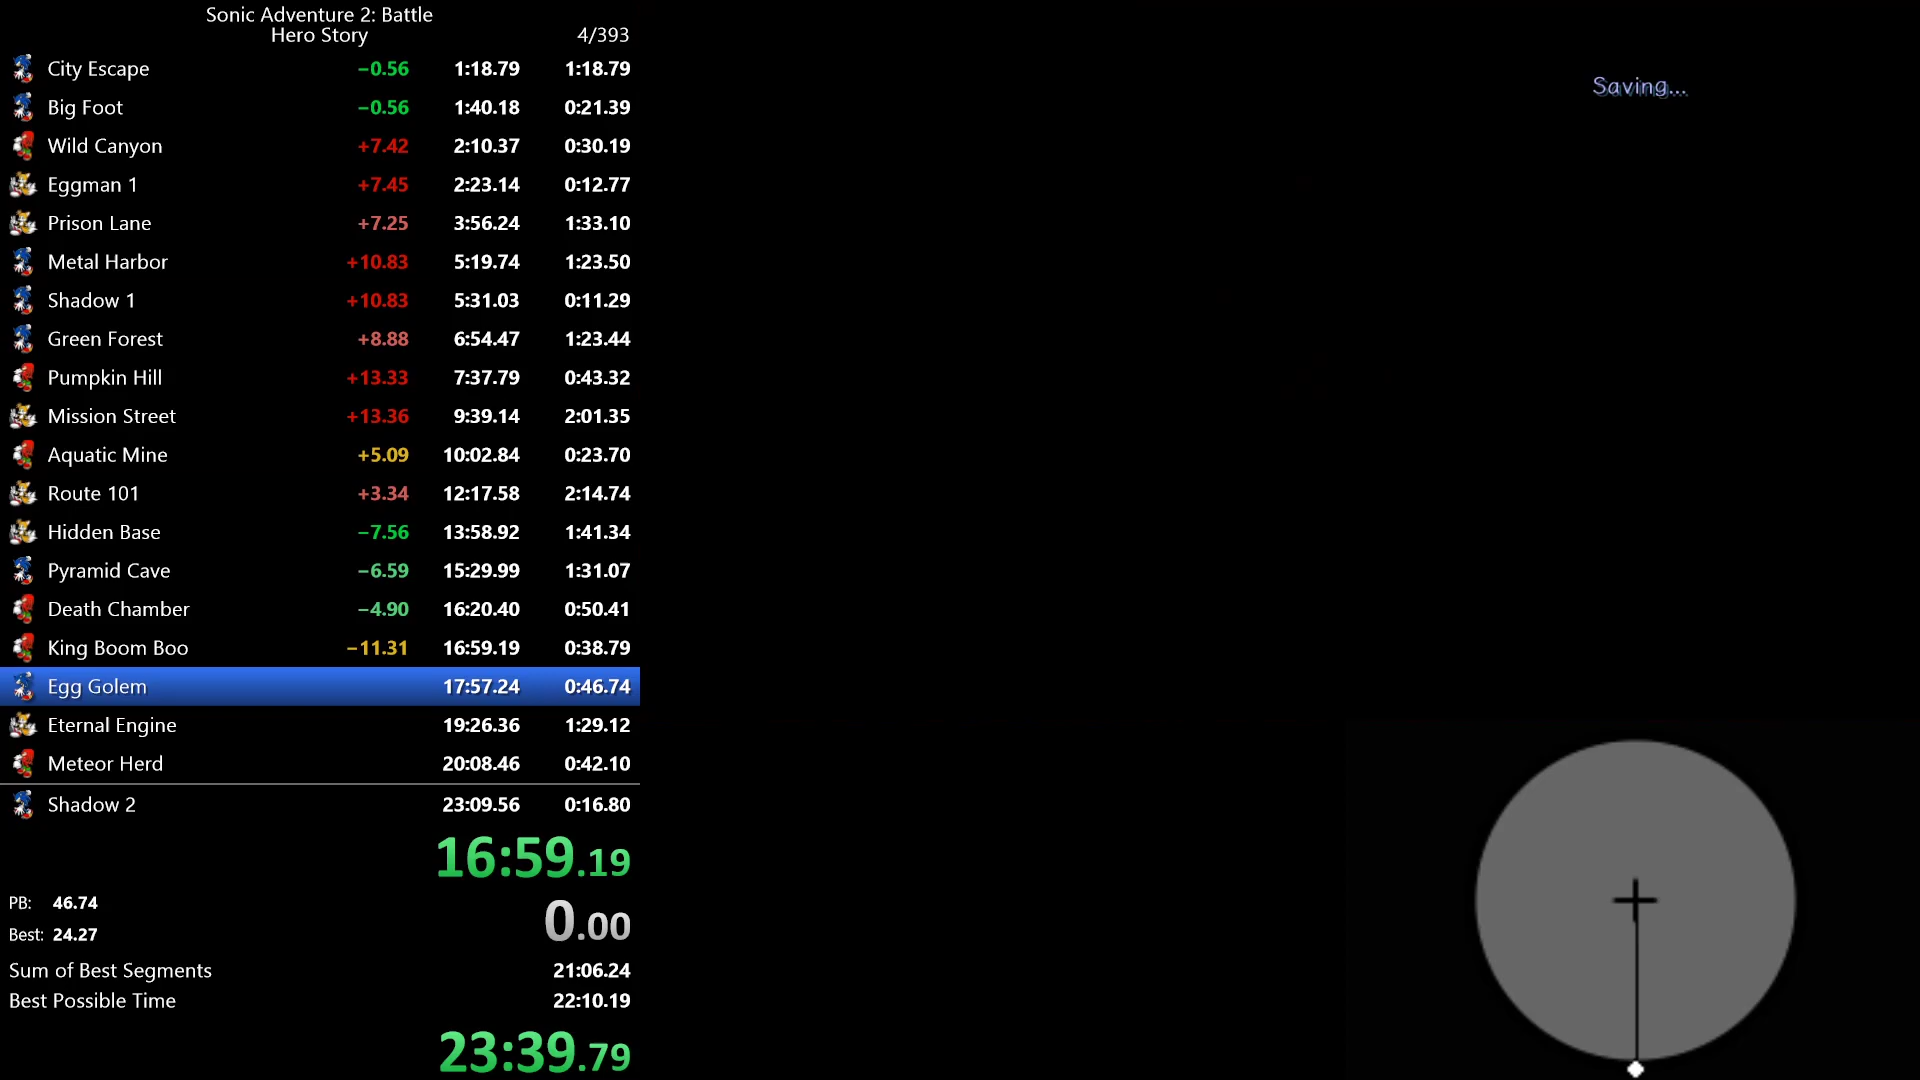 Sonic Adventure 2: Battle
Hero Story 4/393
City Escape −0.56 1:18.79 1:18.79
Big Foot −0.56 1:40.18 0:21.39
Wild Canyon +7.42 2:10.37 0:30.19
Eggman 1 +7.45 2:23.14 0:12.77
Prison Lane +7.25 3:56.24 1:33.10
Metal Harbor +10.83 5:19.74 1:23.50
Shadow 1 +10.83 5:31.03 0:11.29
Green Forest +8.88 6:54.47 1:23.44
Pumpkin Hill +13.33 7:37.79 0:43.32
Mission Street +13.36 9:39.14 2:01.35
Aquatic Mine +5.09 10:02.84 0:23.70
Route 101 +3.34 12:17.58 2:14.74
Hidden Base −7.56 13:58.92 1:41.34
Pyramid Cave −6.59 15:29.99 1:31.07
Death Chamber −4.90 16:20.40 0:50.41
King Boom Boo −11.31 16:59.19 0:38.79
Egg Golem 17:57.24 0:46.74
Eternal Engine 19:26.36 1:29.12
Meteor Herd 20:08.46 0:42.10
Shadow 2 23:09.56 0:16.80
16:59.19
PB: 46.74
0.00
Best: 24.27
Sum of Best Segments 21:06.24
Best Possible Time 22:10.19
23:39.79
Saving...